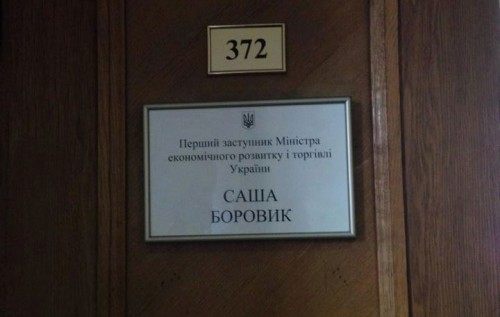 372
Перший заступник Міністра
економічного розвитку і торгівлі
України
САША
БОРОВИК